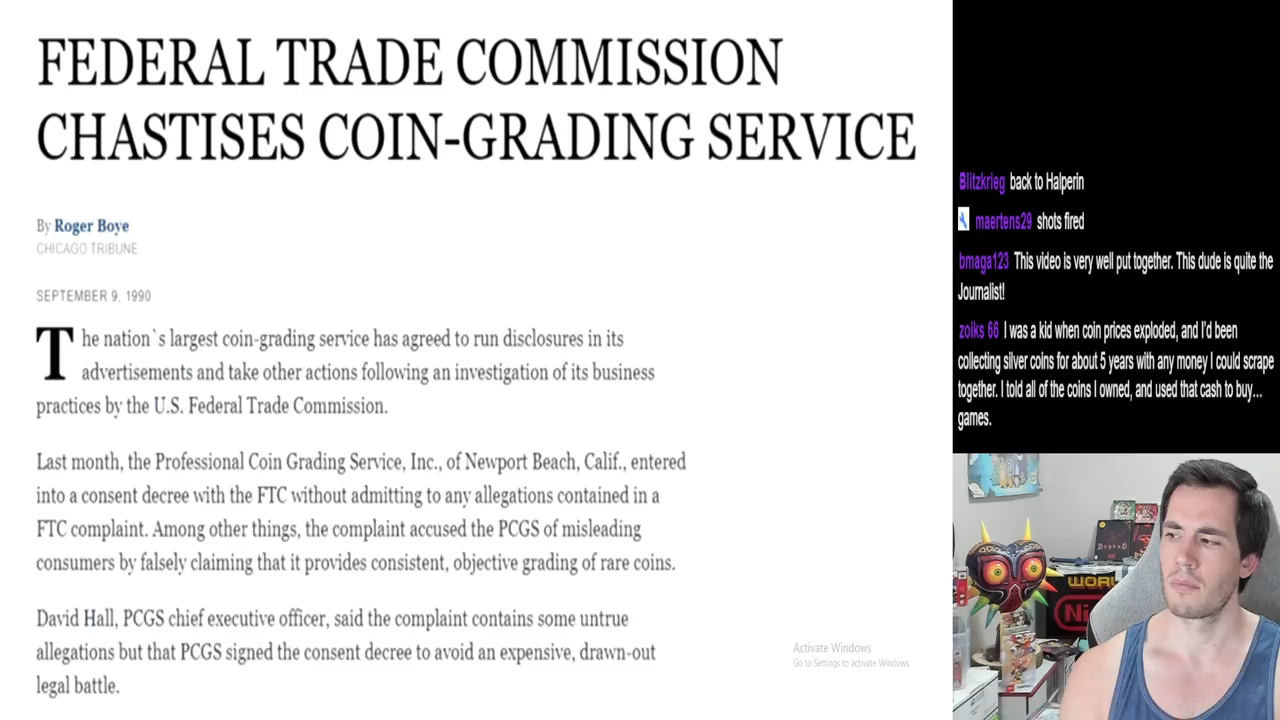 FEDERAL TRADE COMMISSION
CHASTISES COIN-GRADING SERVICE
By Roger Boye
CHICAGO TRIBUNE
SEPTEMBER 9, 1990
The nation`s largest coin-grading service has agreed to run disclosures in its
advertisements and take other actions following an investigation of its business
practices by the U.S. Federal Trade Commission.
Last month, the Professional Coin Grading Service, Inc., of Newport Beach, Calif., entered
into a consent decree with the FTC without admitting to any allegations contained in a
FTC complaint. Among other things, the complaint accused the PCGS of misleading
consumers by falsely claiming that it provides consistent, objective grading of rare coins.
David Hall, PCGS chief executive officer, said the complaint contains some untrue
allegations but that PCGS signed the consent decree to avoid an expensive, drawn-out
legal battle.
Activate Windows
Go to Settings to activate Windows.
Blitzkrieg back to Halperin
maertens29 shots fired
bmaga123 This video is very well put together. This dude is quite the
Journalist!
zoiks 66 I was a kid when coin prices exploded, and I'd been
collecting silver coins for about 5 years with any money I could scrape
together. I told all of the coins I owned, and used that cash to buy...
games.
DIABLO
WORL
Ni